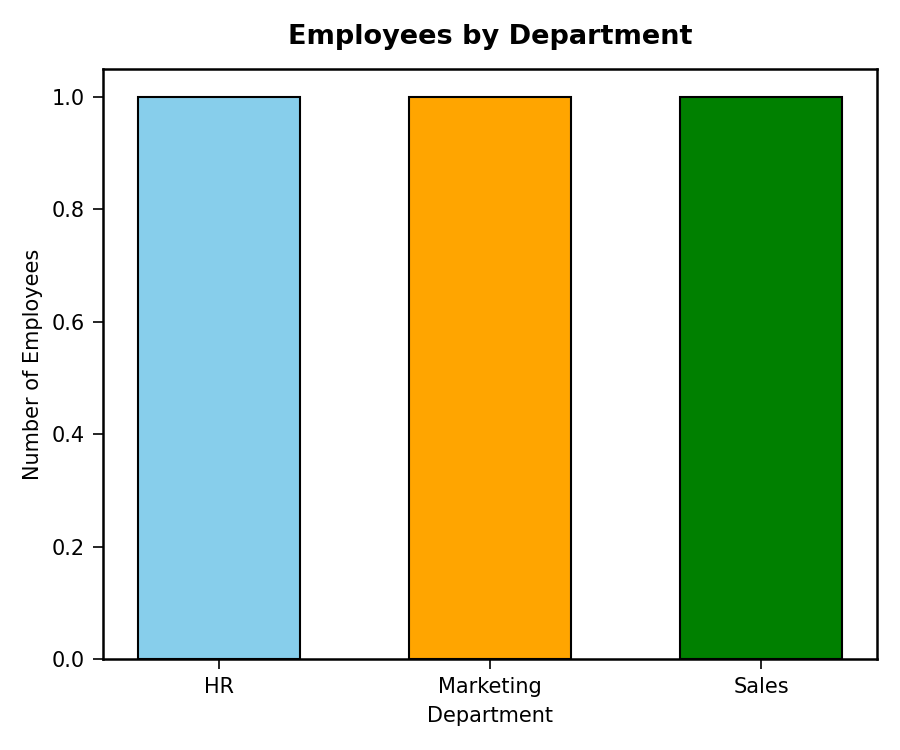 Employees by Department
Number of Employees
1.0
0.8
0.6
0.4
0.2
0.0
HR
Marketing
Sales
Department